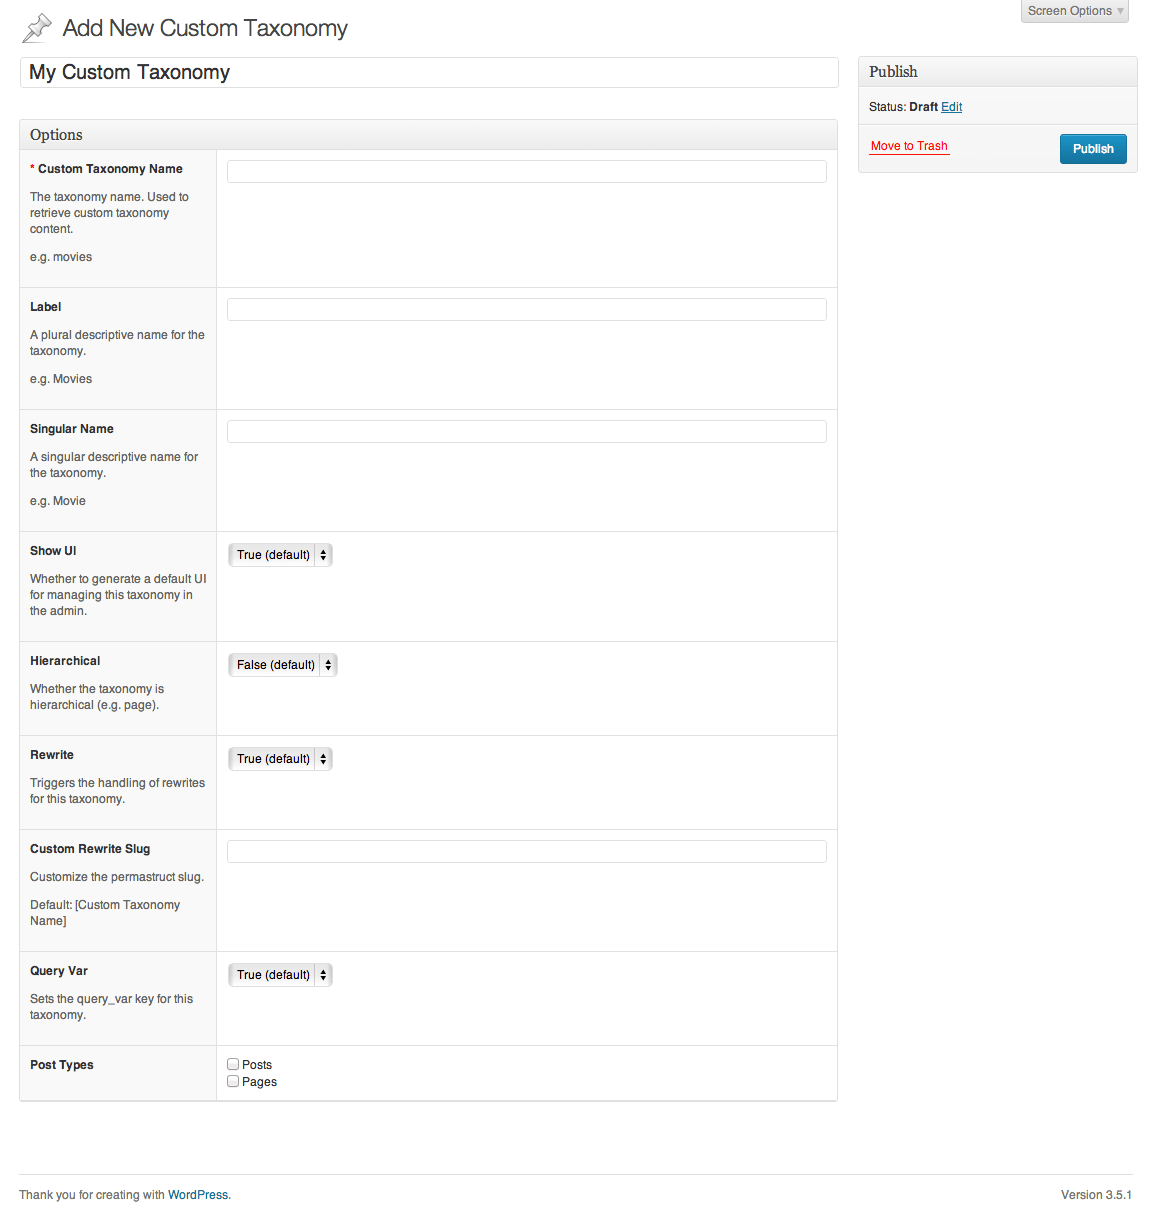 Screen Options
Add New Custom Taxonomy
My Custom Taxonomy
Publish
Status: Draft Edit
Move to Trash
Publish
Options
* Custom Taxonomy Name
The taxonomy name. Used to
retrieve custom taxonomy
content.
e.g. movies
Label
A plural descriptive name for the
taxonomy.
e.g. Movies
Singular Name
A singular descriptive name for
the taxonomy.
e.g. Movie
Show UI
True (default)
Whether to generate a default UI
for managing this taxonomy in
the admin.
Hierarchical
False (default)
Whether the taxonomy is
hierarchical (e.g. page).
Rewrite
True (default)
Triggers the handling of rewrites
for this taxonomy.
Custom Rewrite Slug
Customize the permastruct slug.
Default: [Custom Taxonomy
Name]
Query Var
True (default)
Sets the query_var key for this
taxonomy.
Post Types
Posts
Pages
Thank you for creating with WordPress.
Version 3.5.1